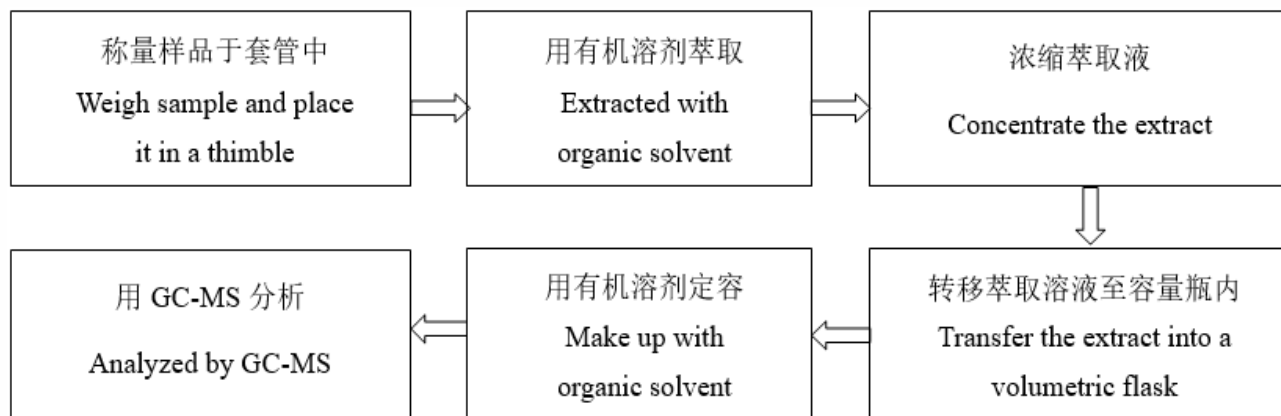 称量样品于套管中
Weigh sample and place
it in a thimble
用有机溶剂萃取
Extracted with
organic solvent
浓缩萃取液
Concentrate the extract
转移萃取溶液至容量瓶内
Transfer the extract into a
volumetric flask
用有机溶剂定容
Make up with
organic solvent
用 GC-MS 分析
Analyzed by GC-MS